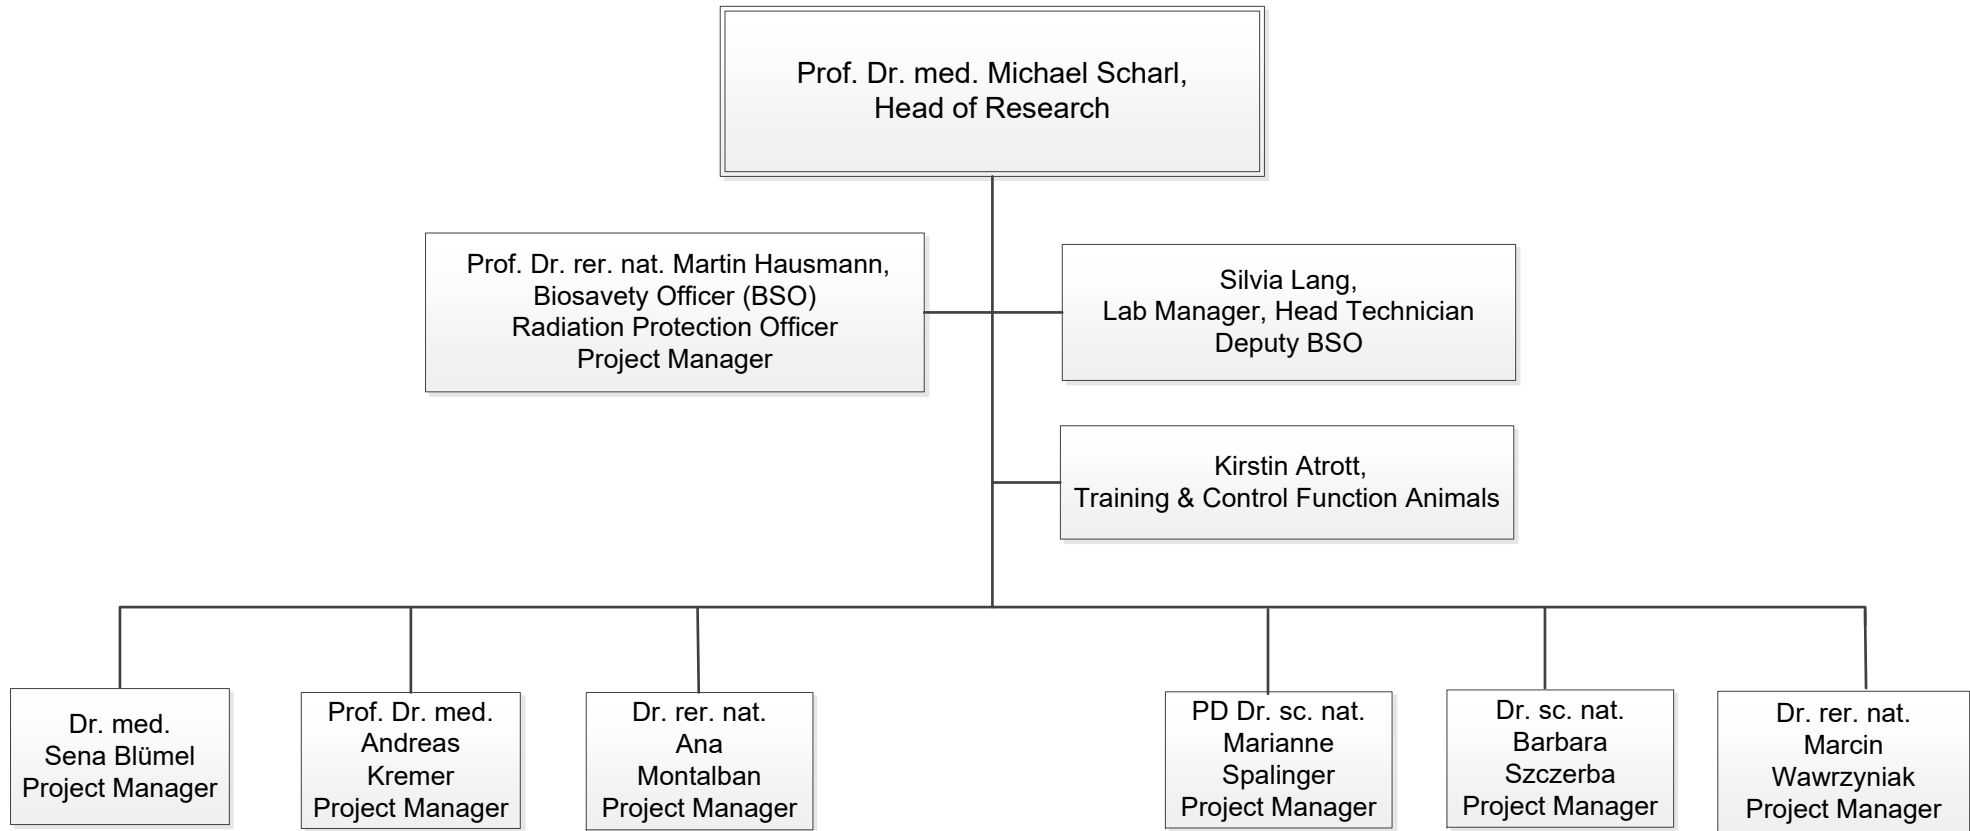 Prof. Dr. med. Michael Scharl,
Head of Research
Prof. Dr. rer. nat. Martin Hausmann,
Biosavety Officer (BSO)
Radiation Protection Officer
Project Manager
Silvia Lang,
Lab Manager, Head Technician
Deputy BSO
Kirstin Atrott,
Training & Control Function Animals
Dr. med.
Sena Blümel
Project Manager
Prof. Dr. med.
Andreas
Kremer
Project Manager
Dr. rer. nat.
Ana
Montalban
Project Manager
PD Dr. sc. nat.
Marianne
Spalinger
Project Manager
Dr. sc. nat.
Barbara
Szczerba
Project Manager
Dr. rer. nat.
Marcin
Wawrzyniak
Project Manager